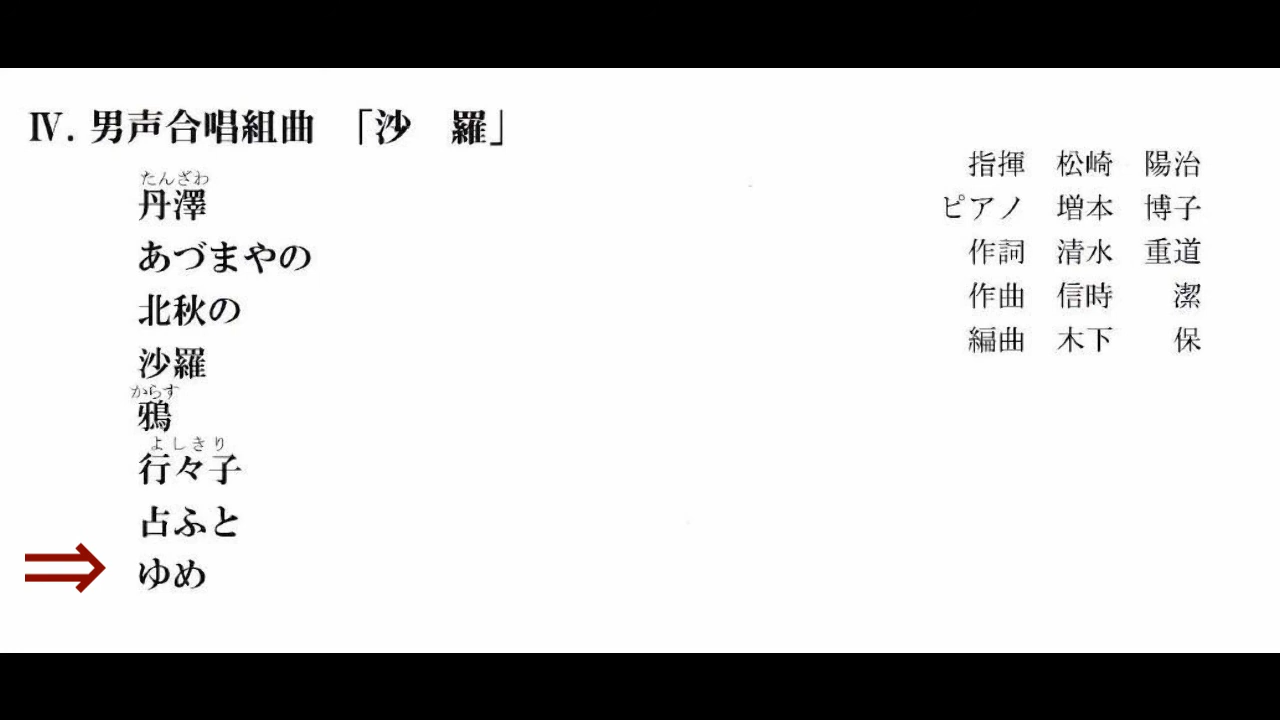 Ⅳ. 男声合唱組曲 「沙 羅」
たんざわ
丹澤
あづまやの
北秋の
沙羅
からす
鴉
よしきり
行々子
占ふと
ゆめ
指揮 松崎 陽治
ピアノ 増本 博子
作詞 清水 重道
作曲 信時 潔
編曲 木下 保